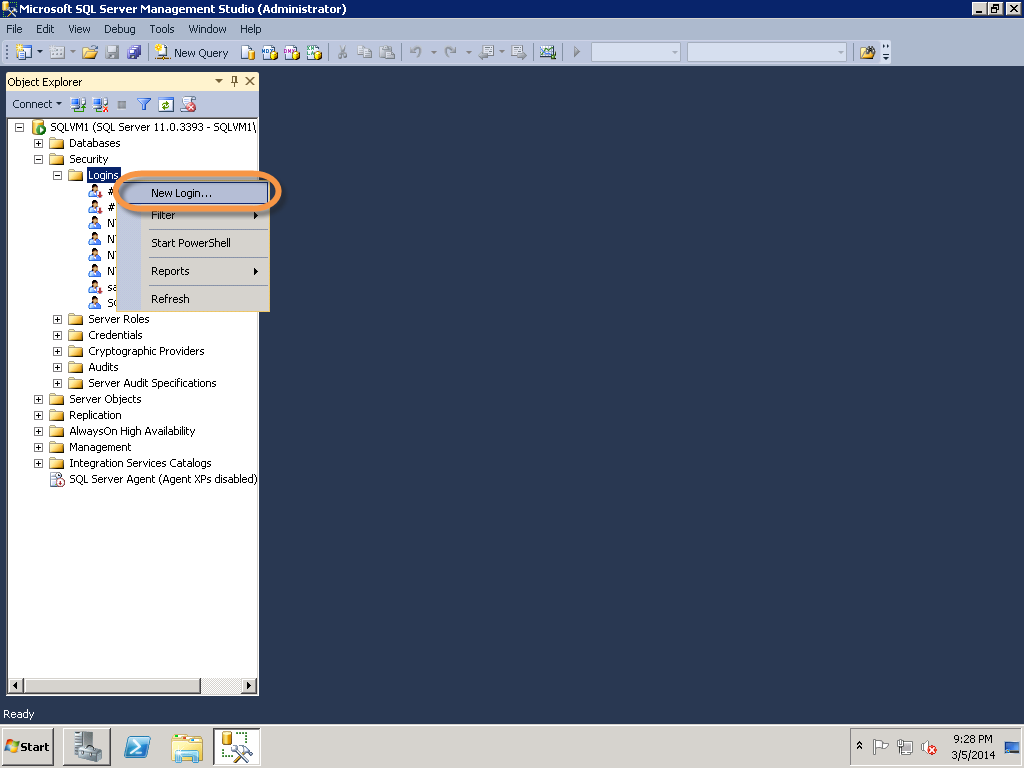 Microsoft SQL Server Management Studio (Administrator)
File Edit View Debug Tools Window Help
New Query
Object Explorer
Connect
SQLVM1 (SQL Server 11.0.3393 - SQLVM1\
Databases
Security
Logins
New Login...
Filter
Start PowerShell
Reports
Refresh
#
#
Server Roles
Credentials
Cryptographic Providers
Audits
Server Audit Specifications
Server Objects
Replication
AlwaysOn High Availability
Management
Integration Services Catalogs
SQL Server Agent (Agent XPs disabled)
Ready
Start
9:28 PM
3/5/2014